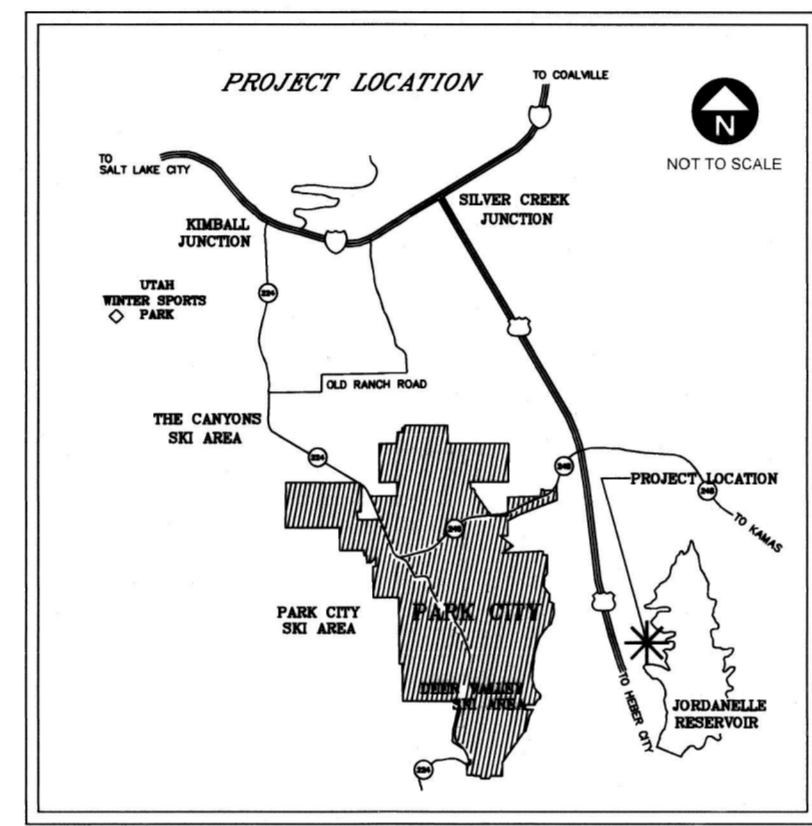 PROJECT LOCATION
TO COALVILLE
N
NOT TO SCALE
TO
SALT LAKE CITY
SILVER CREEK
JUNCTION
KIMBALL
JUNCTION
UTAH
WINTER SPORTS
PARK
224
OLD RANCH ROAD
THE CANYONS
SKI AREA
224
248
PROJECT LOCATION
248
TO KAMAS
248
PARK CITY
SKI AREA
PARK CITY
DEER VALLEY
SKI AREA
TO HEBER CITY
JORDANELLE
RESERVOIR
224